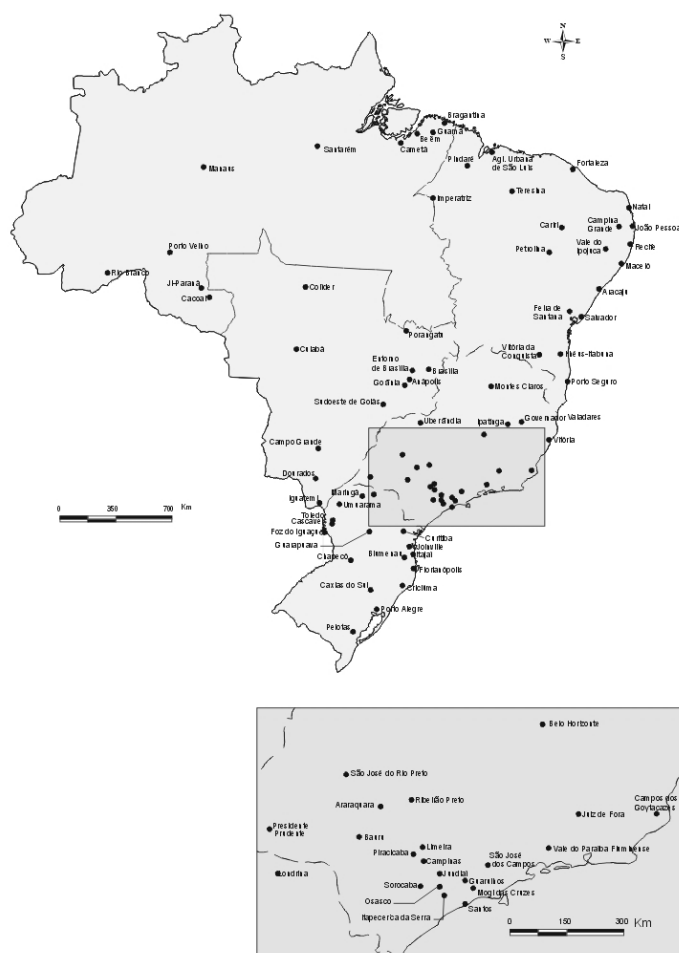 N
W E
S
Bragantina
Belém
Guamá
Santarém
Cametá
Pindaré
Agl. Urbana
de São Luis
Fortaleza
Manaus
Imperatriz
Teresina
Natal
Cariri
Campina
Grande
João Pessoa
Porto Velho
Petrolina
Vale do
Ipojuca
Recife
Rio Branco
Maceió
Ji-Paraná
Cacoal
Colíder
Aracaju
Feira de
Santana
Salvador
Porangatu
Cuiabá
Vitória da
Conquista
Ilhéus-Itabuna
Entorno
de Brasília
Brasília
Goiânia
Anápolis
Montes Claros
Porto Seguro
Sudoeste de Goiás
Uberlândia
Ipatinga
Governador Valadares
Vitória
Campo Grande
Dourados
Maringá
Iguatemi
Umuarama
Toledo
Cascavel
Foz do Iguaçu
Guarapuava
Curitiba
Joinville
Chapecó
Blumenau
Itajaí
Florianópolis
Caxias do Sul
Criciúma
Porto Alegre
Pelotas
Km
0 350 700
Belo Horizonte
São José do Rio Preto
Ribeirão Preto
Araraquara
Campos dos
Goytacazes
Juiz de Fora
Presidente
Prudente
Bauru
Limeira
Piracicaba
Campinas
São José
dos Campos
Vale do Paraíba Fluminense
Londrina
Jundiaí
Guarulhos
Sorocaba
Mogi das Cruzes
Osasco
Itapecerica da Serra
Santos
0 150 300 Km